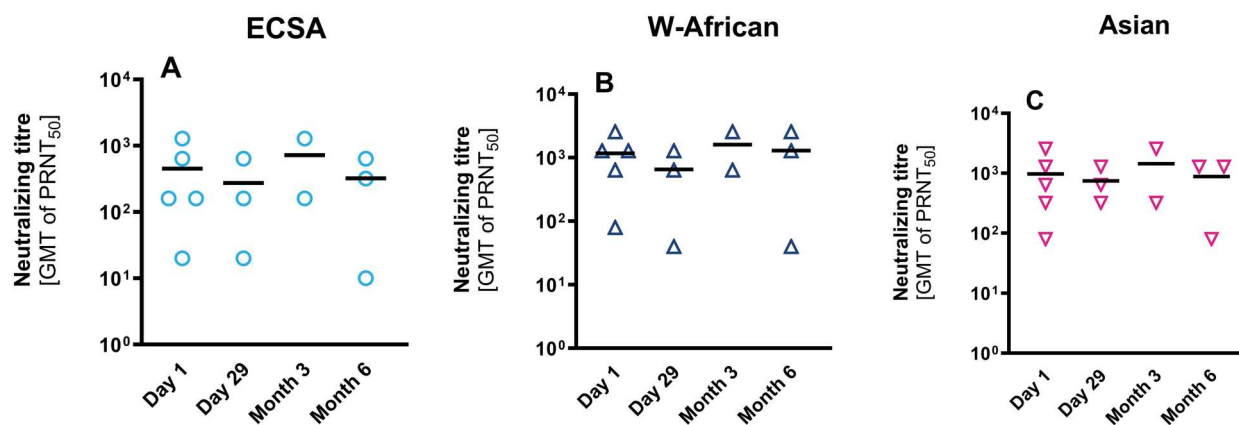 ECSA
A
Neutralizing titre
[GMT of PRNT₅₀]
10⁴
10³
10²
10¹
10⁰
Day 1
Day 29
Month 3
Month 6
W-African
B
Neutralizing titre
[GMT of PRNT₅₀]
10⁴
10³
10²
10¹
10⁰
Day 1
Day 29
Month 3
Month 6
Asian
C
Neutralizing titre
[GMT of PRNT₅₀]
10⁴
10³
10²
10¹
10⁰
Day 1
Day 29
Month 3
Month 6